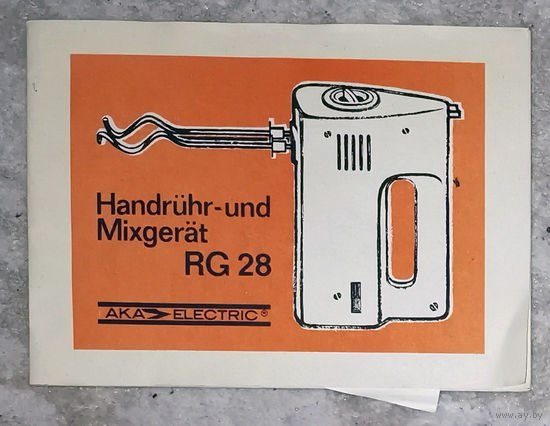 Handrühr-und
Mixgerät
RG 28
AKA ELECTRIC®
www.ay.by